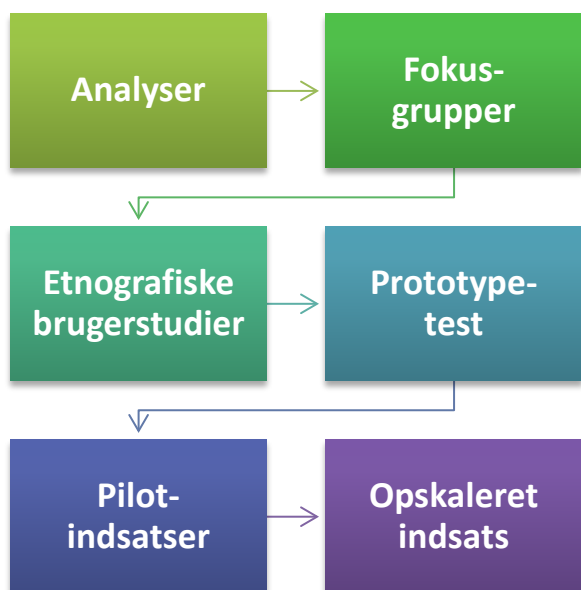 Analyser
Fokus-
grupper
Etnografiske
brugerstudier
Prototype-
test
Pilot-
indsatser
Opskaleret
indsats